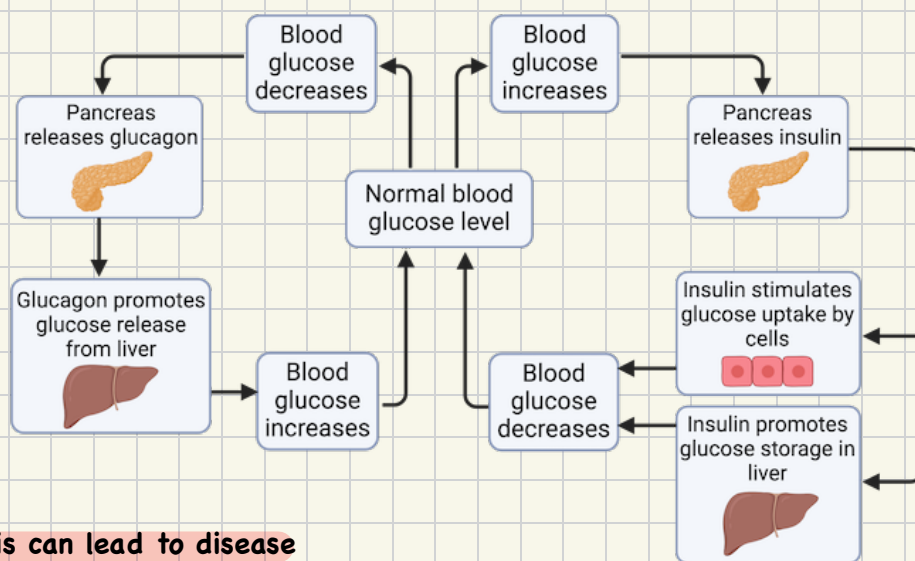 Blood
glucose
decreases
Blood
glucose
increases
Pancreas
releases glucagon
Pancreas
releases insulin
Normal blood
glucose level
Glucagon promotes
glucose release
from liver
Insulin stimulates
glucose uptake by
cells
Blood
glucose
increases
Blood
glucose
decreases
Insulin promotes
glucose storage in
liver
is can lead to disease